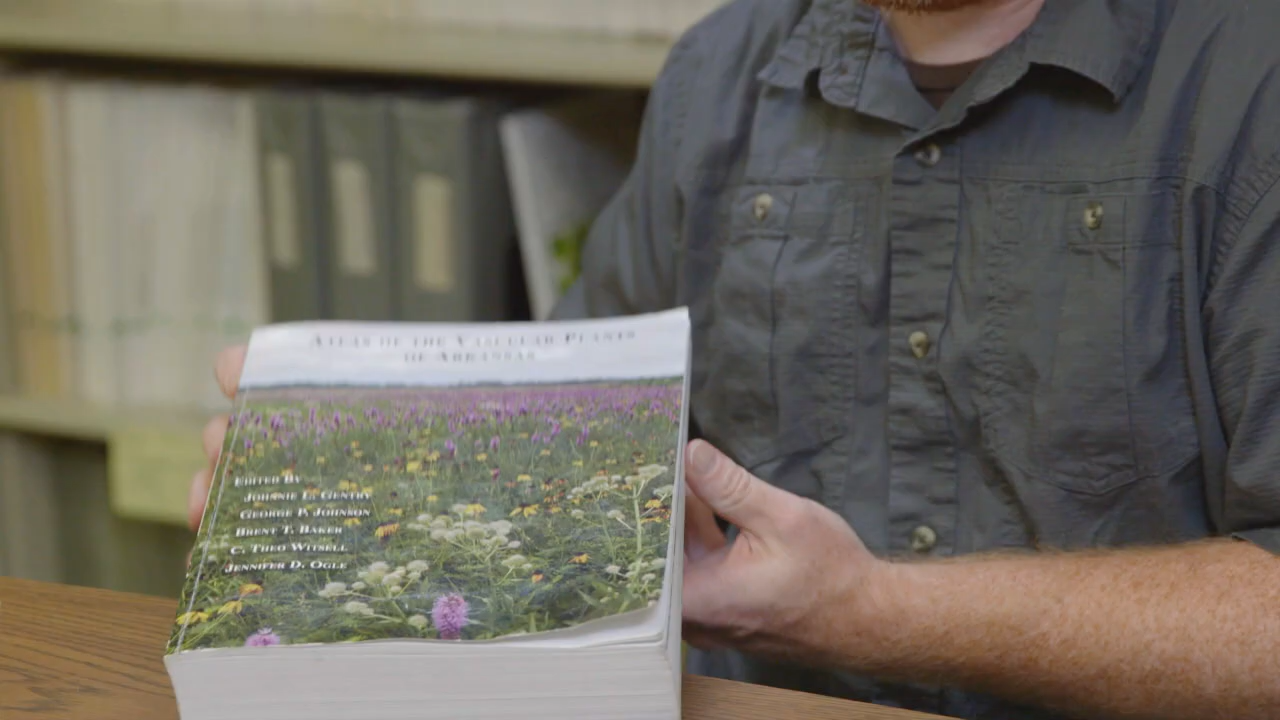 ATLAS OF THE VASCULAR PLANTS
OF ARKANSAS
EDITED BY
JOHNNIE L. GENTRY
GEORGE P. JOHNSON
BRENT T. BAKER
C. THEO WITSELL
JENNIFER D. OGLE